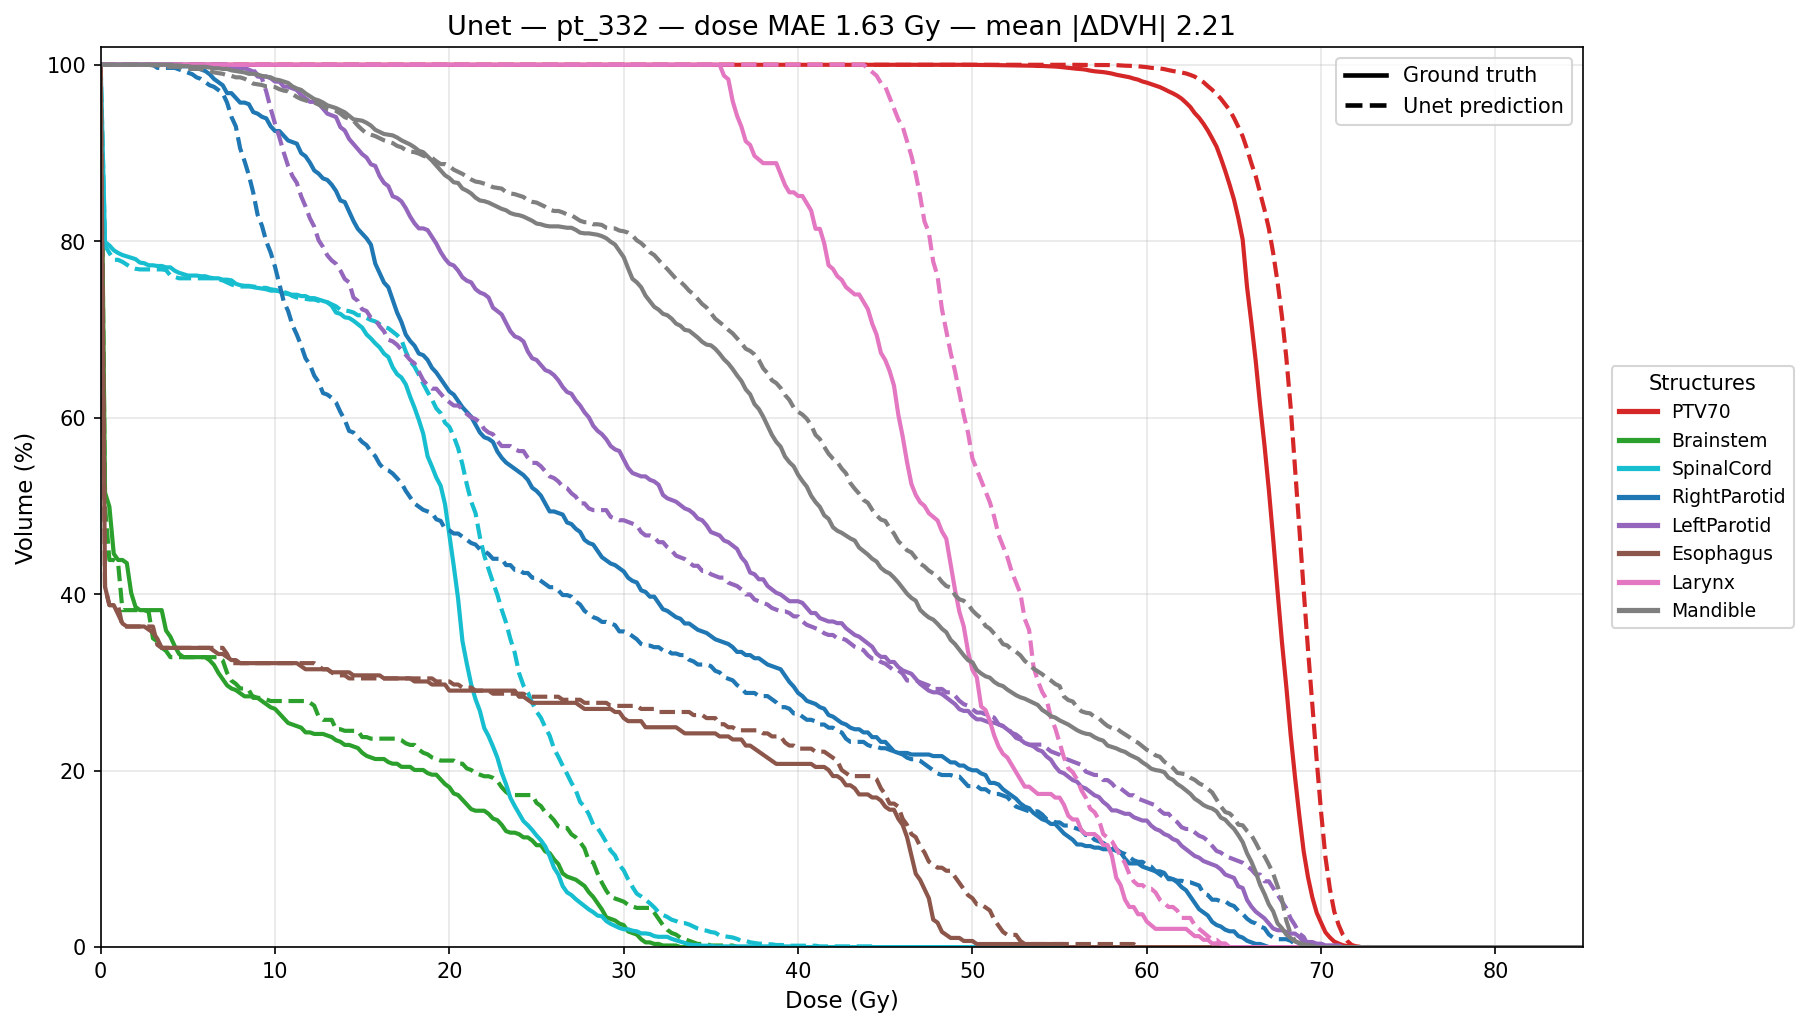 Unet — pt_332 — dose MAE 1.63 Gy — mean |ΔDVH| 2.21
Ground truth
Unet prediction
Volume (%)
100
80
60
40
20
0
0 10 20 30 40 50 60 70 80
Dose (Gy)
Structures
PTV70
Brainstem
SpinalCord
RightParotid
LeftParotid
Esophagus
Larynx
Mandible